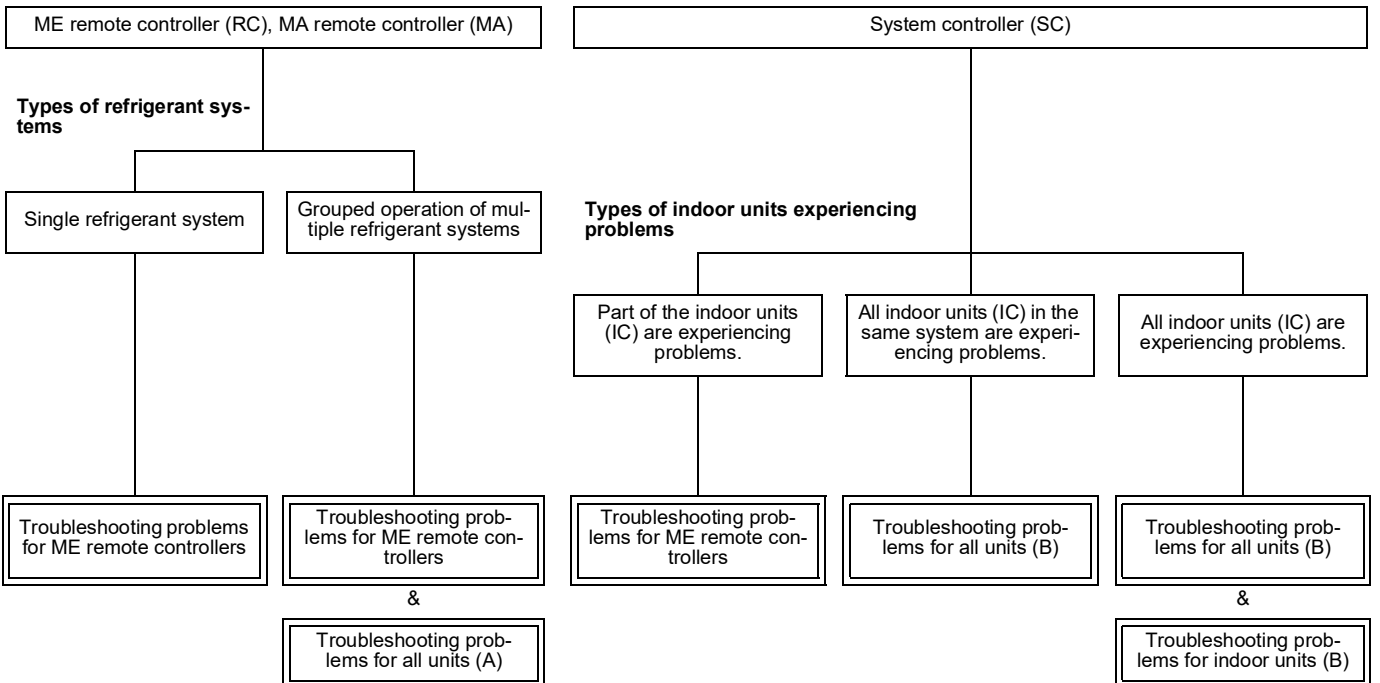 ME remote controller (RC), MA remote controller (MA)
System controller (SC)
Types of refrigerant sys-
tems
Single refrigerant system
Grouped operation of mul-
tiple refrigerant systems
Types of indoor units experiencing
problems
Part of the indoor units
(IC) are experiencing
problems.
All indoor units (IC) in the
same system are experi-
encing problems.
All indoor units (IC) are
experiencing problems.
Troubleshooting problems
for ME remote controllers
Troubleshooting prob-
lems for ME remote con-
trollers
&
Troubleshooting prob-
lems for all units (A)
Troubleshooting prob-
lems for ME remote con-
trollers
Troubleshooting prob-
lems for all units (B)
Troubleshooting prob-
lems for all units (B)
&
Troubleshooting prob-
lems for indoor units (B)